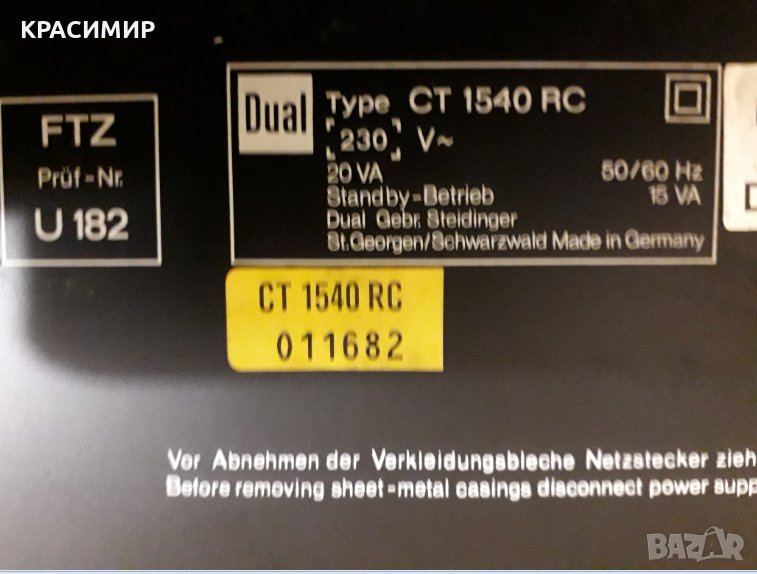 КРАСИМИР
FTZ
Prüf-Nr.
U 182
Dual
Type CT 1540 RC
230 V~
20 VA 50/60 Hz
Standby-Betrieb 15 VA
Dual Gebr. Steidinger
St. Georgen/Schwarzwald Made in Germany
CT 1540 RC
011682
Vor Abnehmen der Verkleidungsbleche Netzstecker zieh
Before removing sheet-metal casings disconnect power supp
BAZAR